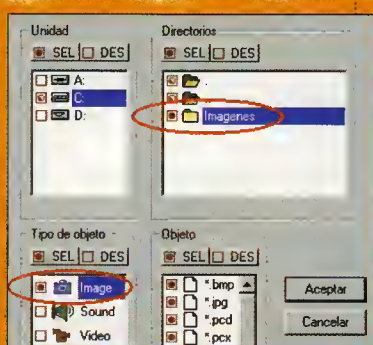 Unidad
SEL DES
A:
C:
D:
Directorios
SEL DES
.
Imagenes
Tipo de objeto
SEL DES
Image
Sound
Video
Objeto
SEL DES
*.bmp
*.jpg
*.pcd
*.pcx
Aceptar
Cancelar